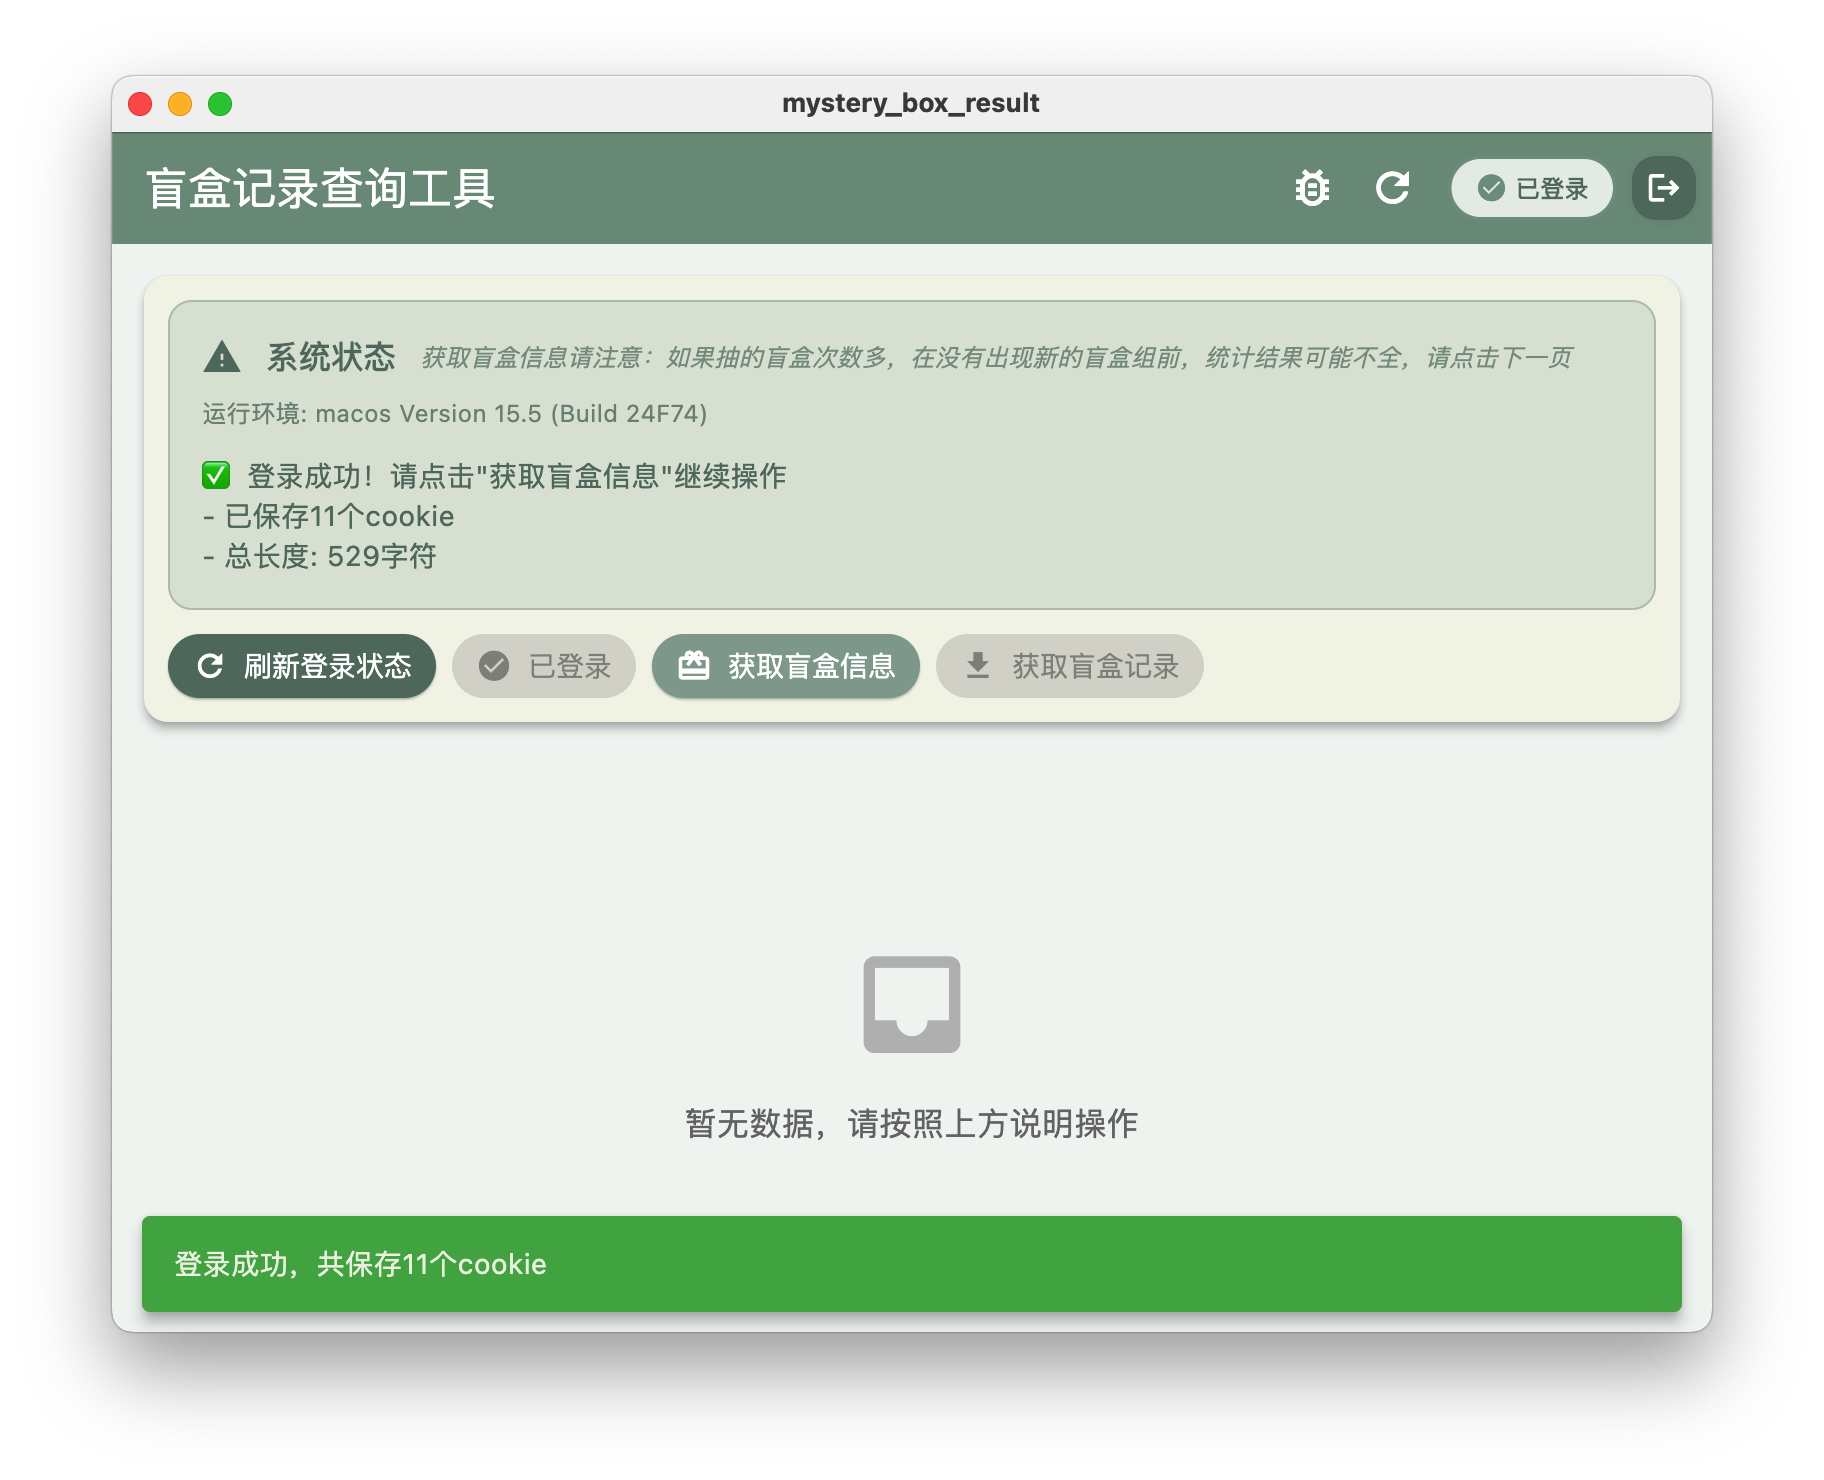 mystery_box_result
盲盒记录查询工具
已登录
系统状态 获取盲盒信息请注意：如果抽的盲盒次数多，在没有出现新的盲盒组前，统计结果可能不全，请点击下一页
运行环境: macos Version 15.5 (Build 24F74)
✅ 登录成功！请点击"获取盲盒信息"继续操作
- 已保存11个cookie
- 总长度: 529字符
刷新登录状态 已登录 获取盲盒信息 获取盲盒记录
暂无数据，请按照上方说明操作
登录成功，共保存11个cookie